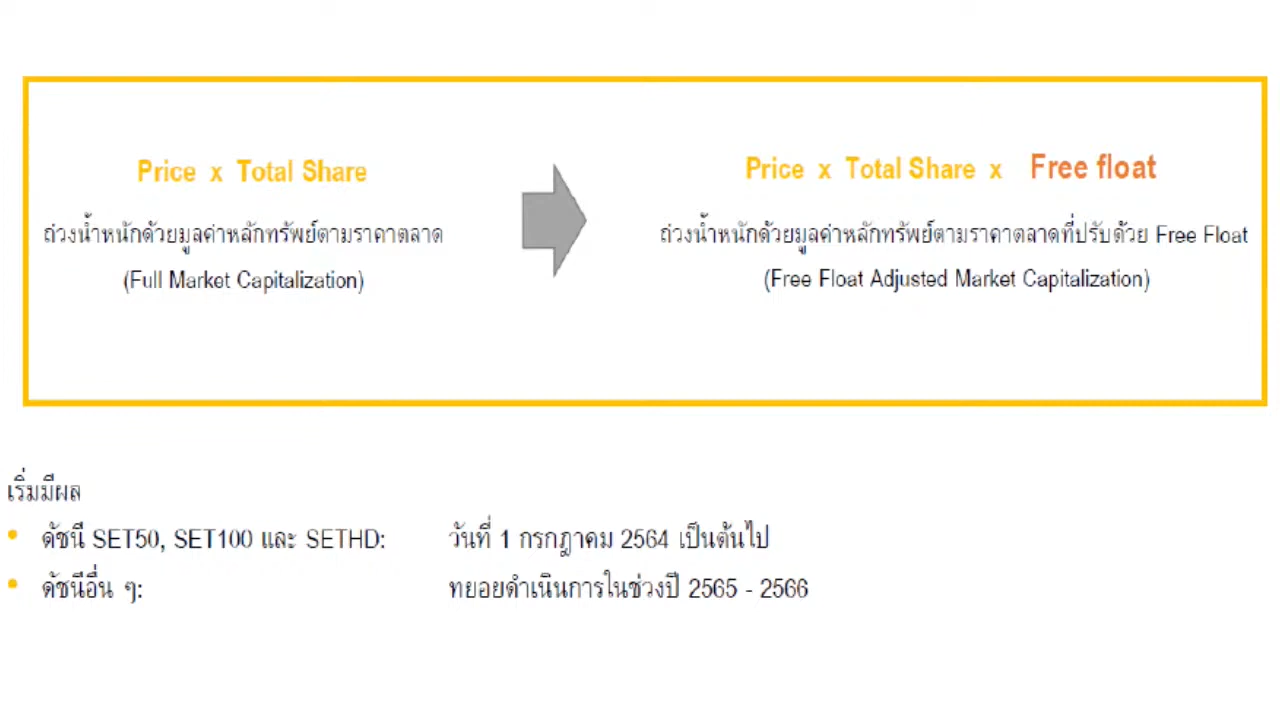 Price x Total Share
ถ่วงน้ำหนักด้วยมูลค่าหลักทรัพย์ตามราคาตลาด
(Full Market Capitalization)
Price x Total Share x Free float
ถ่วงน้ำหนักด้วยมูลค่าหลักทรัพย์ตามราคาตลาดที่ปรับด้วย Free Float
(Free Float Adjusted Market Capitalization)
เริ่มมีผล
• ดัชนี SET50, SET100 และ SETHD: วันที่ 1 กรกฎาคม 2564 เป็นต้นไป
• ดัชนีอื่น ๆ: ทยอยดำเนินการในช่วงปี 2565 - 2566